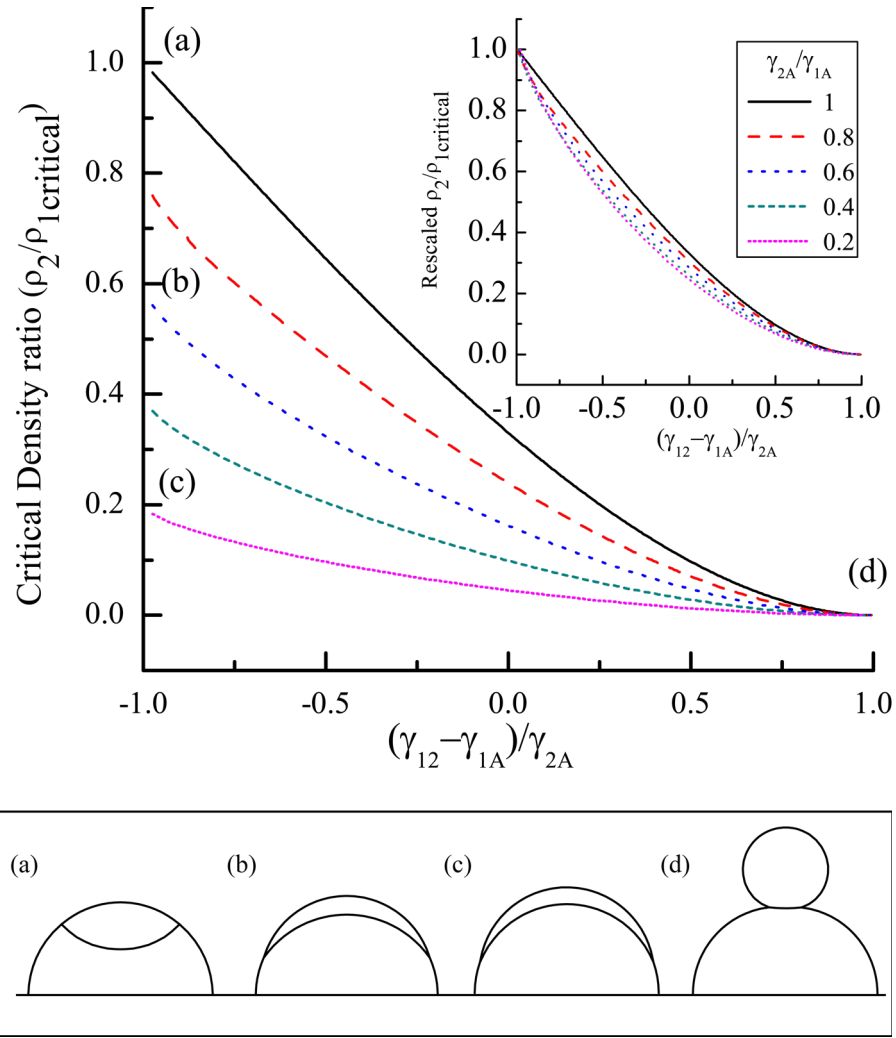 (a)
(b)
(c)
(d)
Critical Density ratio (ρ2/ρ1critical)
1.0
0.8
0.6
0.4
0.2
0.0
-1.0 -0.5 0.0 0.5 1.0
(γ12−γ1A)/γ2A
Rescaled ρ2/ρ1critical
1.0
0.8
0.6
0.4
0.2
0.0
-1.0 -0.5 0.0 0.5 1.0
(γ12−γ1A)/γ2A
γ2A/γ1A
1
0.8
0.6
0.4
0.2
(a) (b) (c) (d)